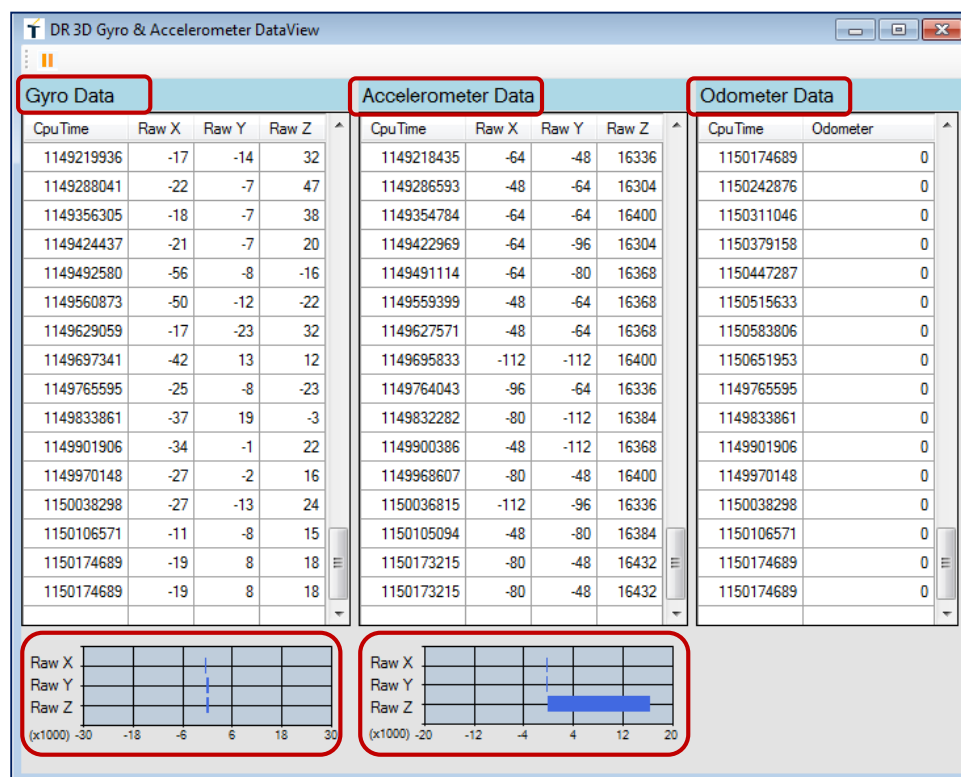 DR 3D Gyro & Accelerometer DataView
Gyro Data Accelerometer Data Odometer Data
CpuTime Raw X Raw Y Raw Z CpuTime Raw X Raw Y Raw Z CpuTime Odometer
1149219936 -17 -14 32 1149218435 -64 -48 16336 1150174689 0
1149288041 -22 -7 47 1149286593 -48 -64 16304 1150242876 0
1149356305 -18 -7 38 1149354784 -64 -64 16400 1150311046 0
1149424437 -21 -7 20 1149422969 -64 -96 16304 1150379158 0
1149492580 -56 -8 -16 1149491114 -64 -80 16368 1150447287 0
1149560873 -50 -12 -22 1149559399 -48 -64 16368 1150515633 0
1149629059 -17 -23 32 1149627571 -48 -64 16368 1150583806 0
1149697341 -42 13 12 1149695833 -112 -112 16400 1150651953 0
1149765595 -25 -8 -23 1149764043 -96 -64 16336 1149765595 0
1149833861 -37 19 -3 1149832282 -80 -112 16384 1149833861 0
1149901906 -34 -1 22 1149900386 -48 -112 16368 1149901906 0
1149970148 -27 -2 16 1149968607 -80 -48 16400 1149970148 0
1150038298 -27 -13 24 1150036815 -112 -96 16336 1150038298 0
1150106571 -11 -8 15 1150105094 -48 -80 16384 1150106571 0
1150174689 -19 8 18 1150173215 -80 -48 16432 1150174689 0
1150174689 -19 8 18 1150173215 -80 -48 16432 1150174689 0
Raw X Raw X
Raw Y Raw Y
Raw Z Raw Z
(x1000) -30 -18 -6 6 18 30 (x1000) -20 -12 -4 4 12 20